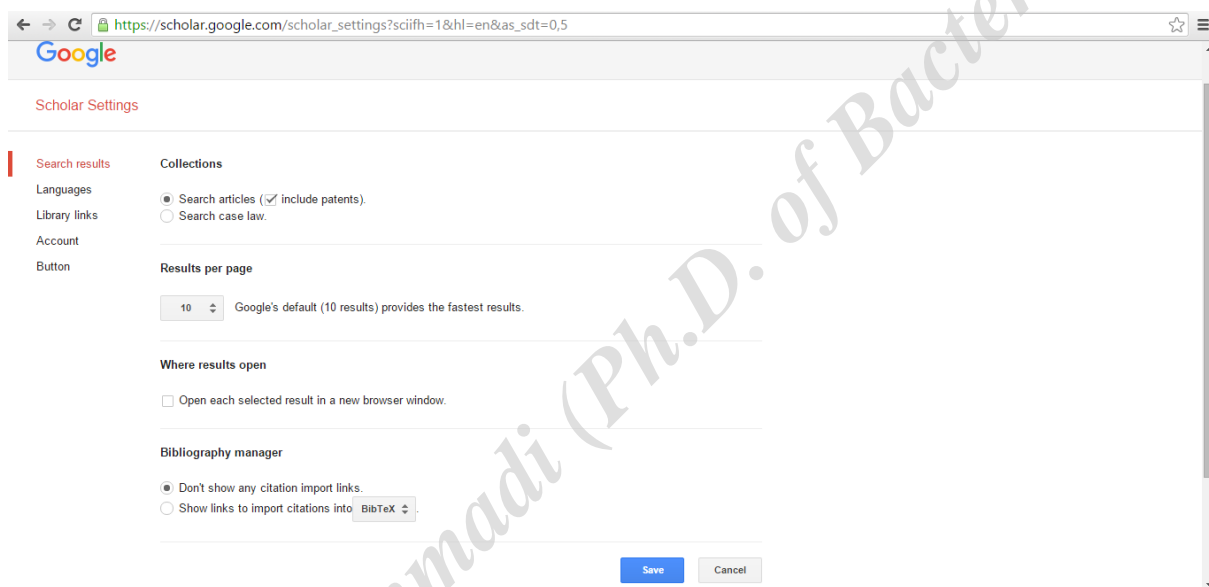 https://scholar.google.com/scholar_settings?sciifh=1&hl=en&as_sdt=0,5
Google
Scholar Settings
Search results
Languages
Library links
Account
Button
Collections
Search articles (include patents).
Search case law.
Results per page
10 Google's default (10 results) provides the fastest results.
Where results open
Open each selected result in a new browser window.
Bibliography manager
Don't show any citation import links.
Show links to import citations into BibTeX .
Save Cancel
(Ph.D. of